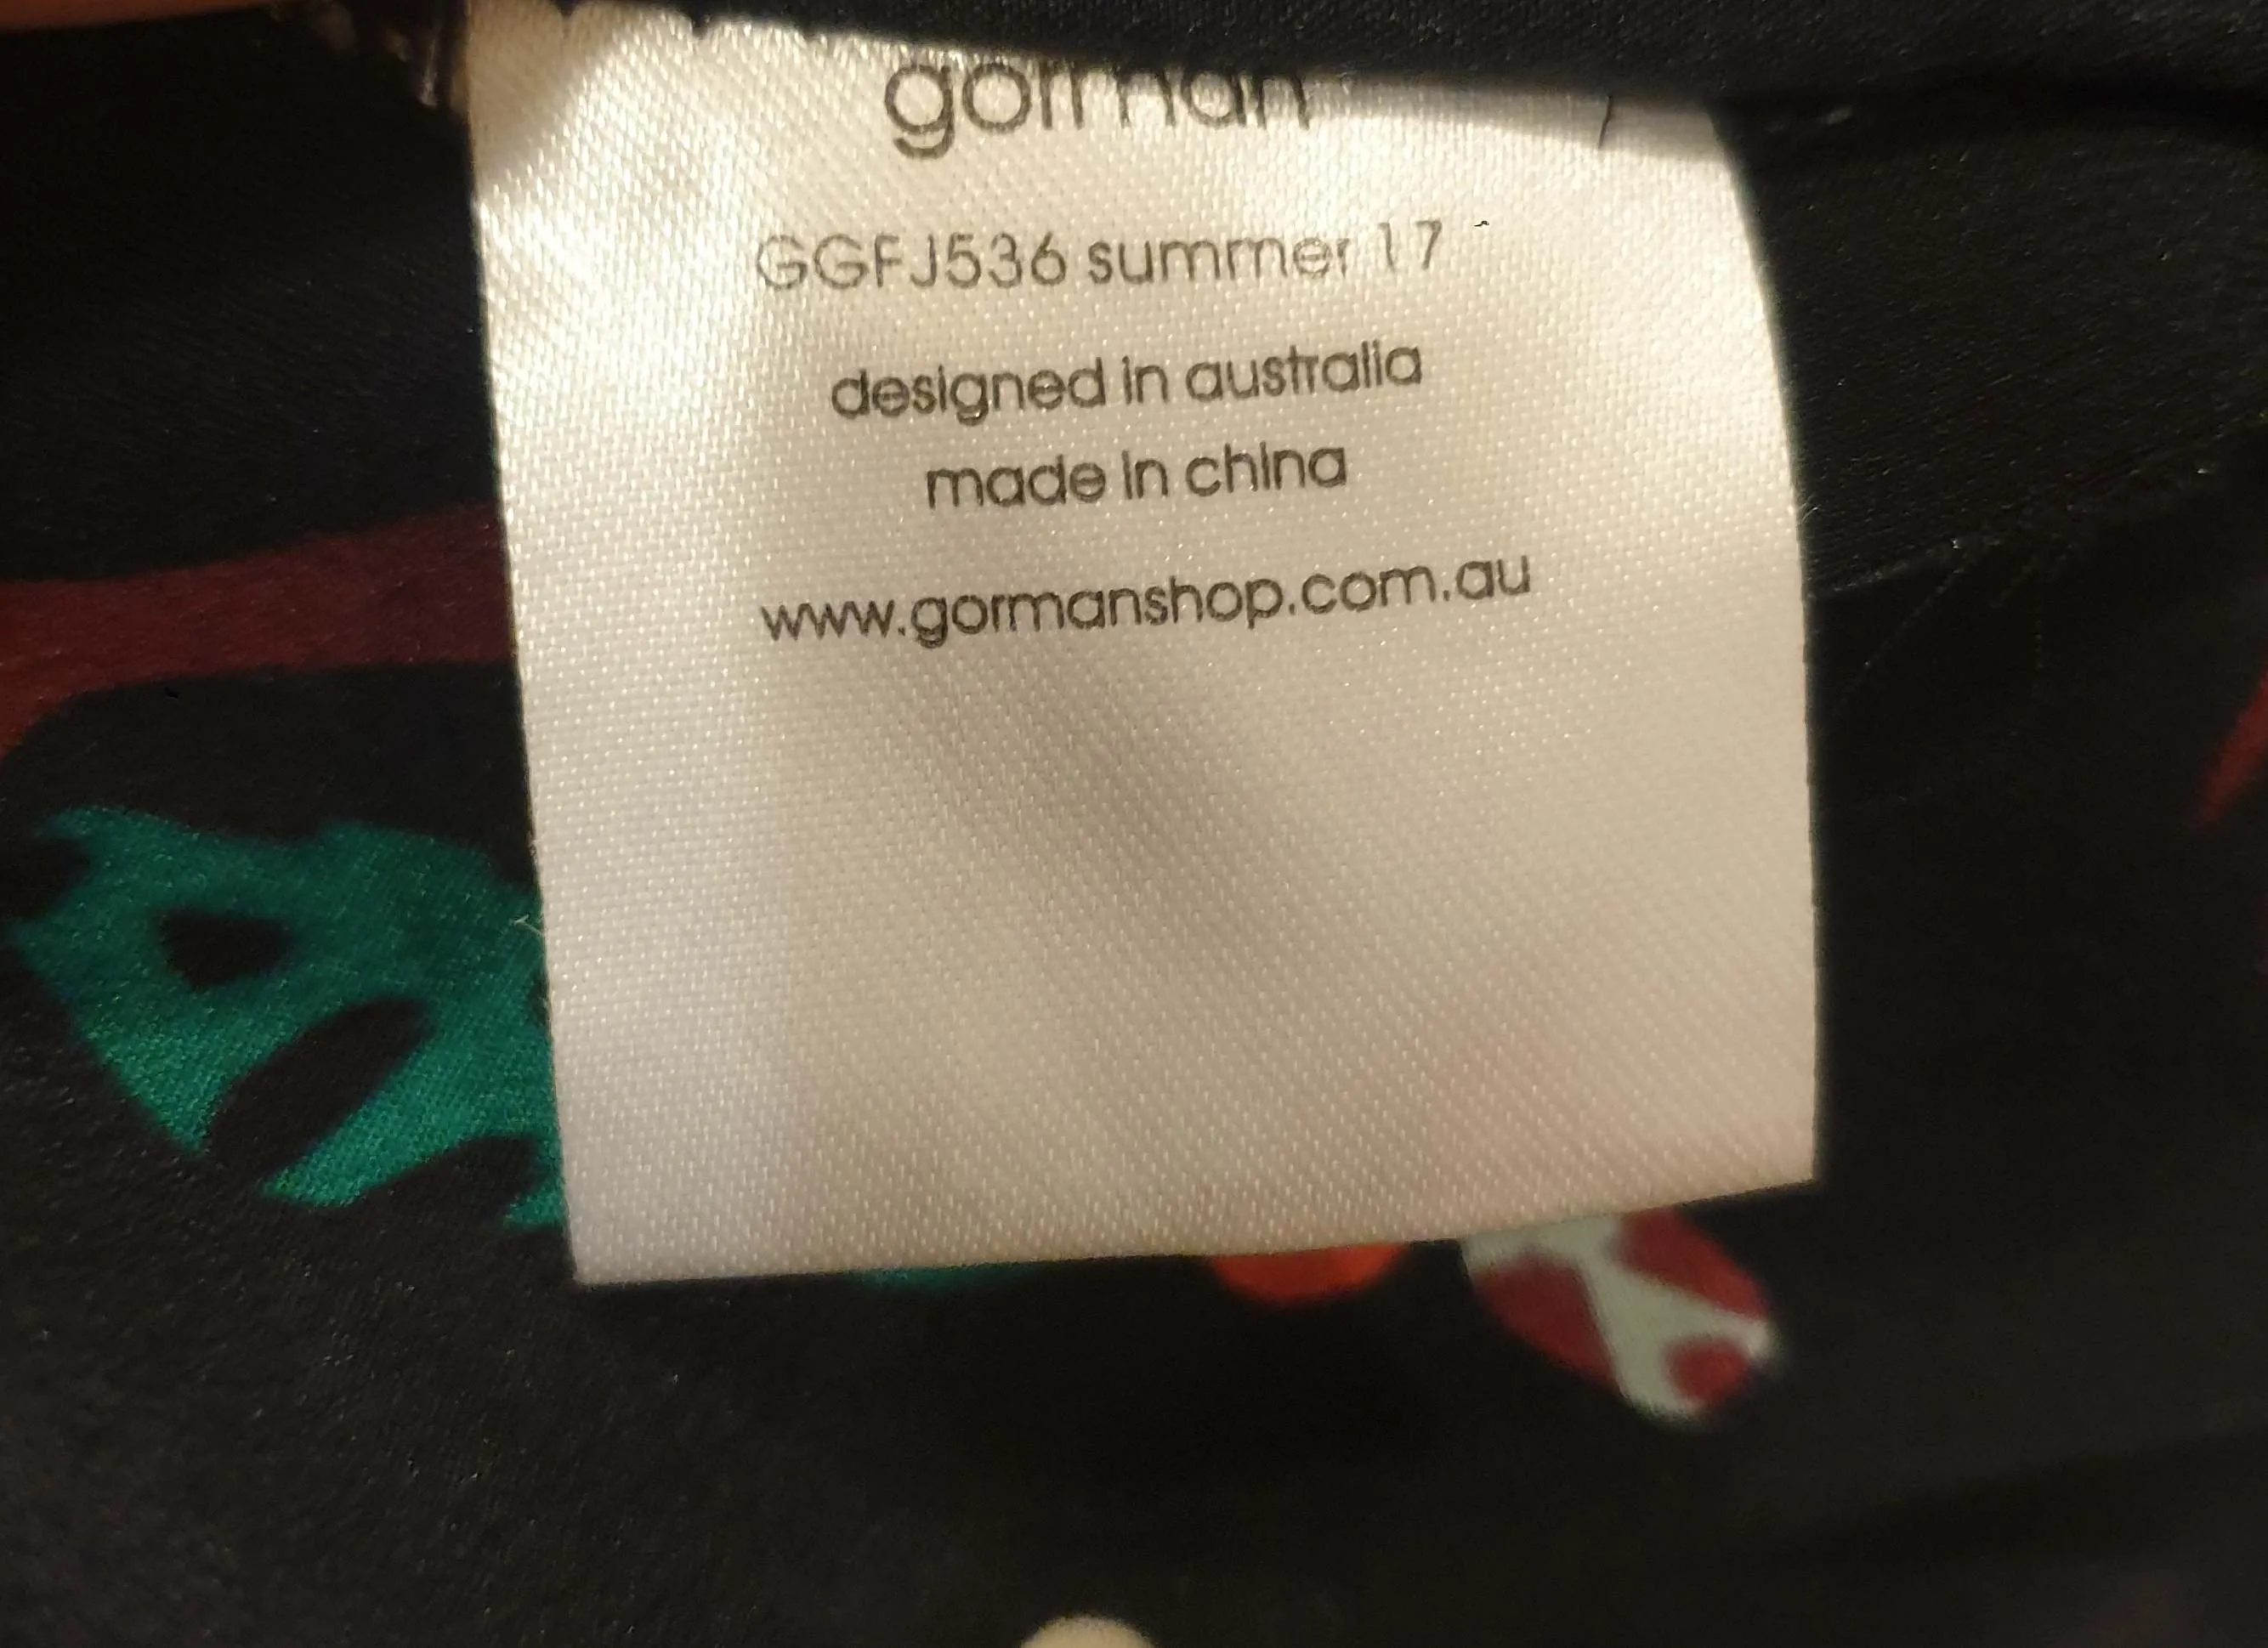 gorman
GGFJ536 summer 17
designed in australia
made in china
www.gormanshop.com.au